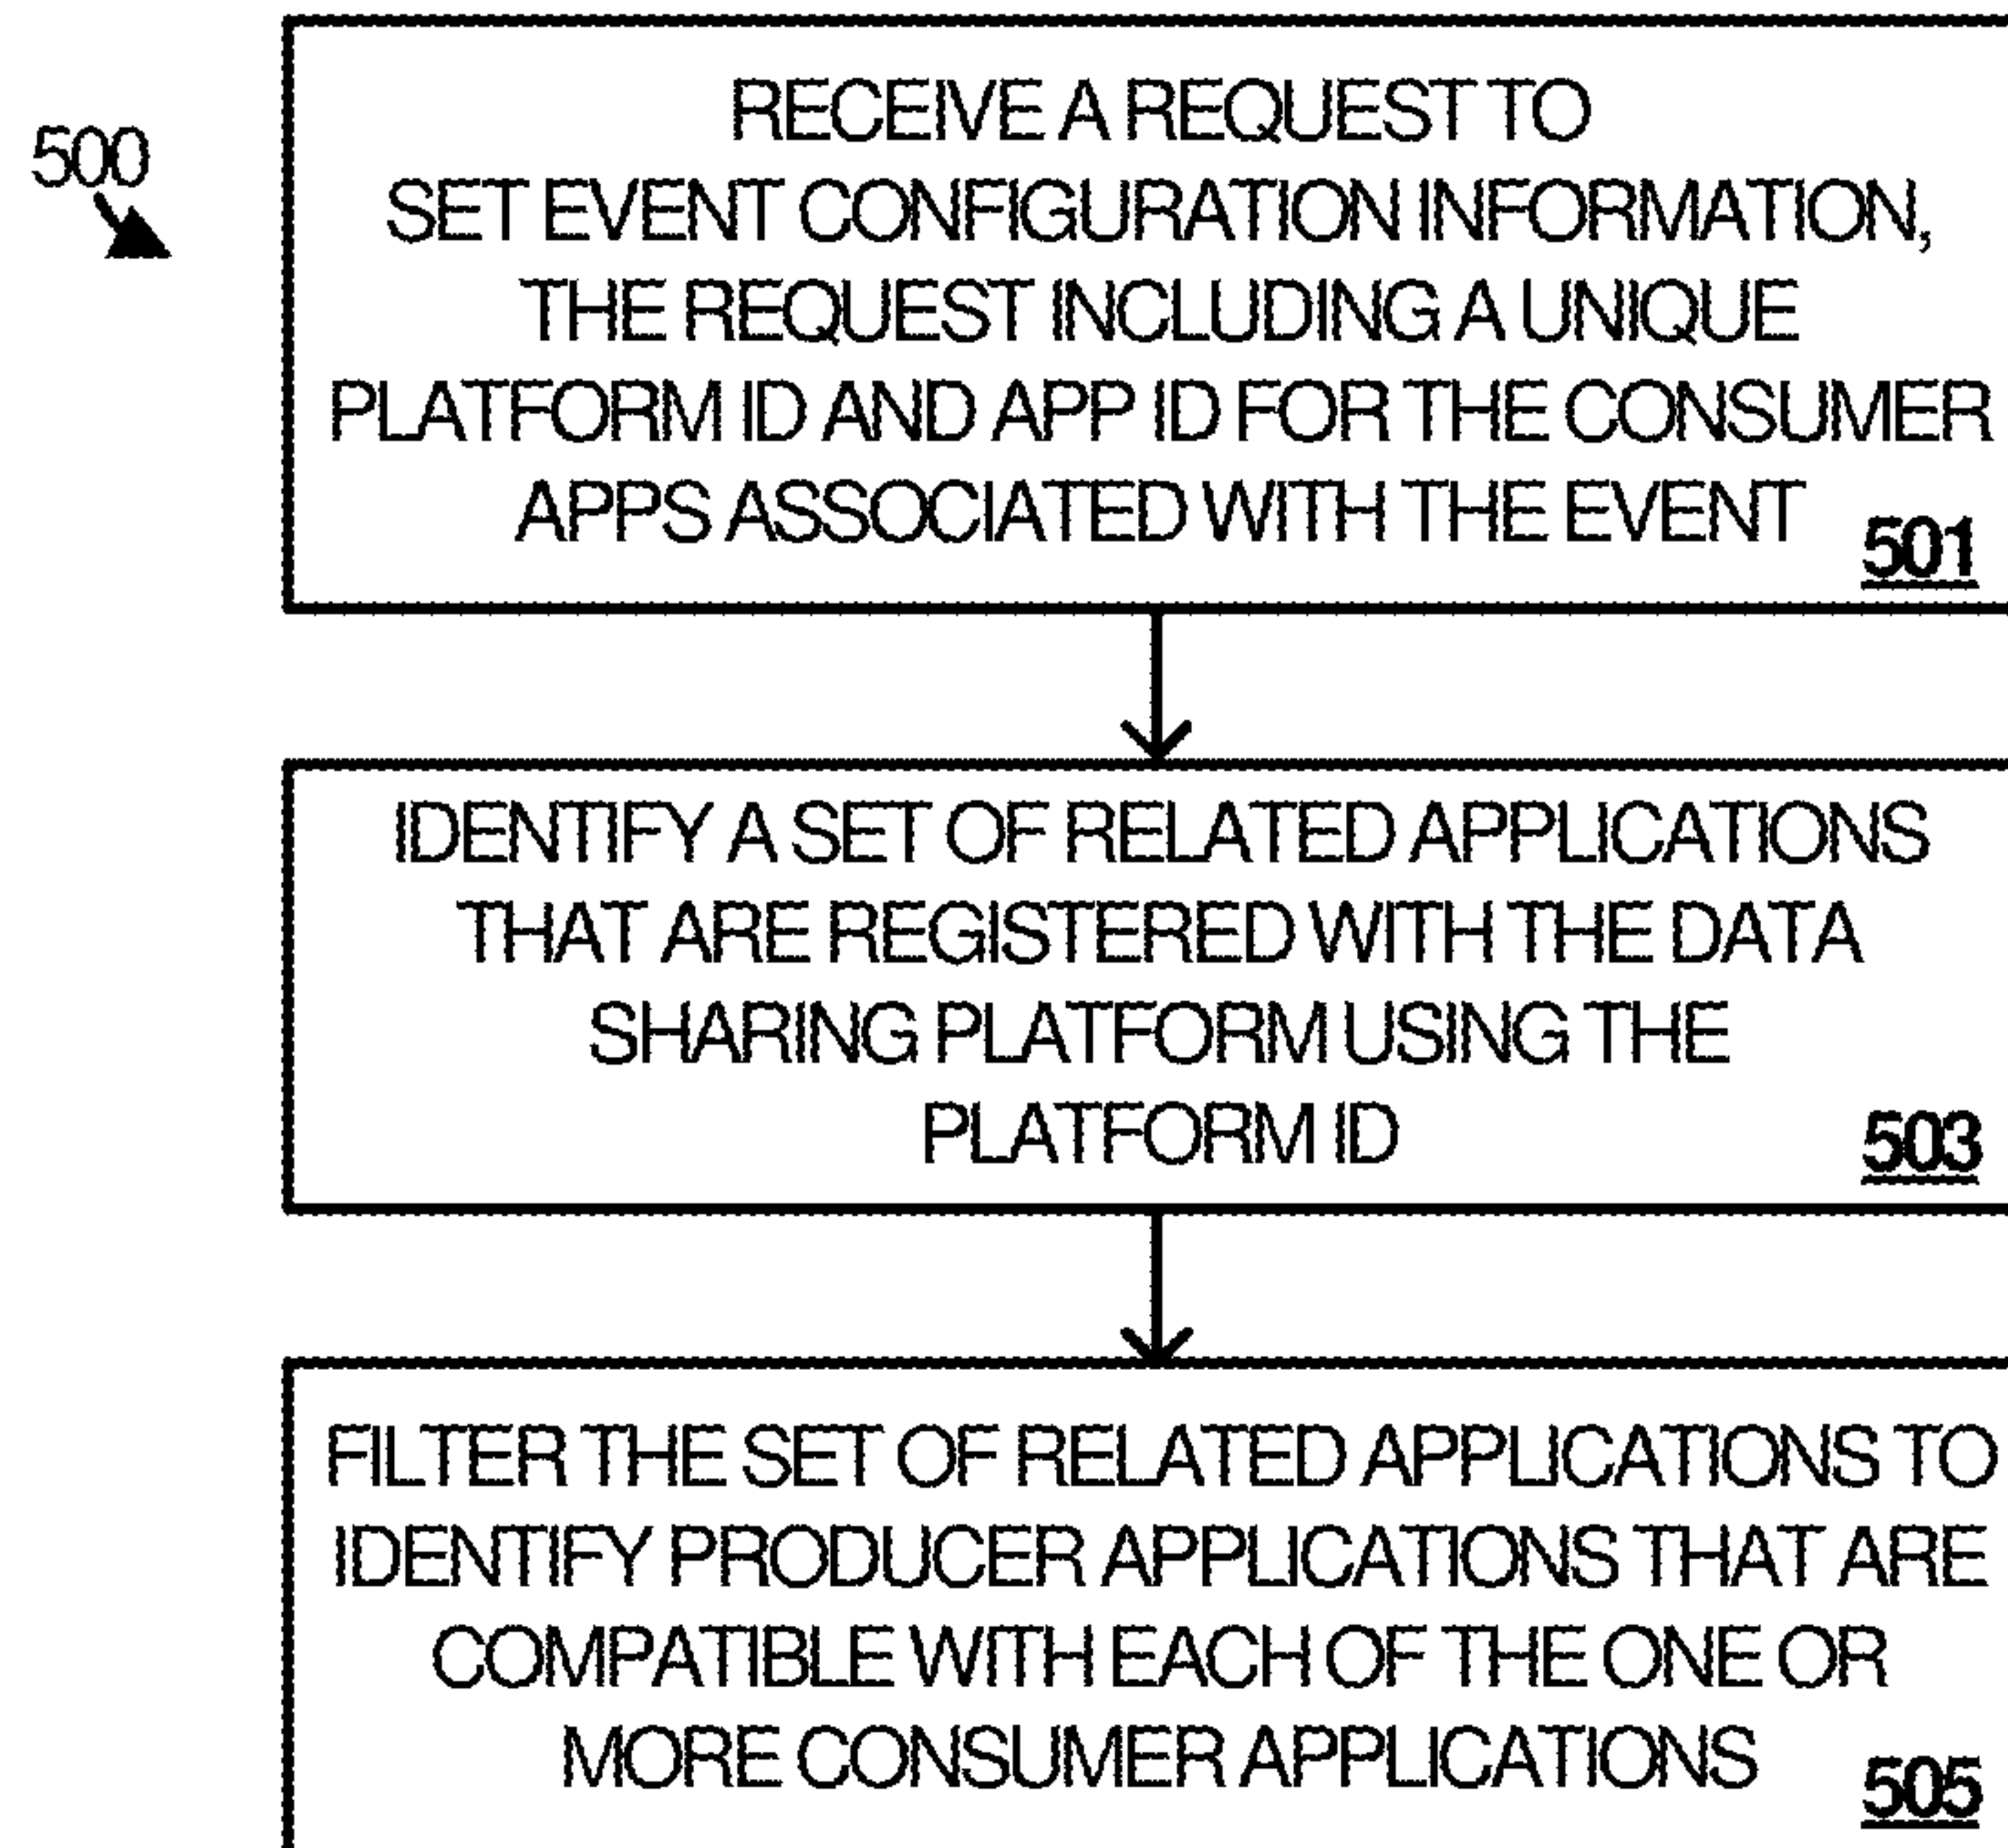 500
RECEIVE A REQUEST TO
SET EVENT CONFIGURATION INFORMATION,
THE REQUEST INCLUDING A UNIQUE
PLATFORM ID AND APP ID FOR THE CONSUMER
APPS ASSOCIATED WITH THE EVENT
501
IDENTIFY A SET OF RELATED APPLICATIONS
THAT ARE REGISTERED WITH THE DATA
SHARING PLATFORM USING THE
PLATFORM ID
503
FILTER THE SET OF RELATED APPLICATIONS TO
IDENTIFY PRODUCER APPLICATIONS THAT ARE
COMPATIBLE WITH EACH OF THE ONE OR
MORE CONSUMER APPLICATIONS
505